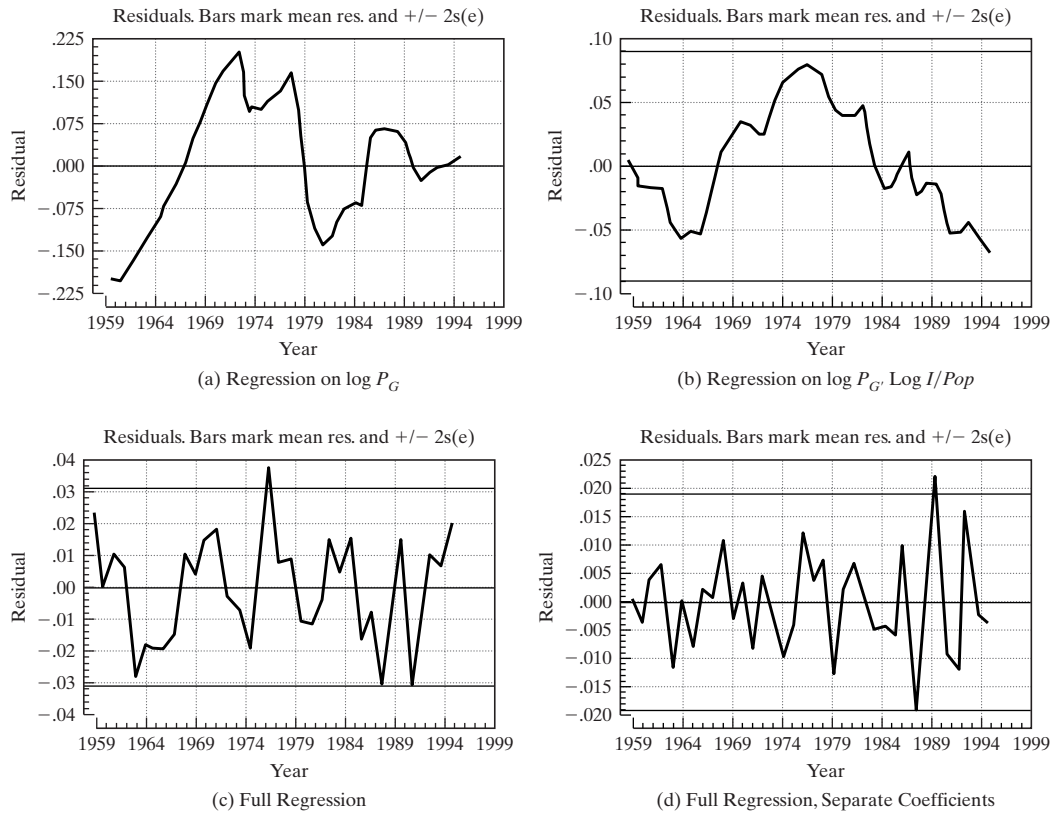 Residuals. Bars mark mean res. and +/− 2s(e)
.225
.150
.075
.000
−.075
−.150
−.225
Residual
1959 1964 1969 1974 1979 1984 1989 1994 1999
Year
(a) Regression on log P_G
Residuals. Bars mark mean res. and +/− 2s(e)
.10
.05
.00
−.05
−.10
Residual
1959 1964 1969 1974 1979 1984 1989 1994 1999
Year
(b) Regression on log P_G, Log I/Pop
Residuals. Bars mark mean res. and +/− 2s(e)
.04
.03
.02
.01
.00
−.01
−.02
−.03
−.04
Residual
1959 1964 1969 1974 1979 1984 1989 1994 1999
Year
(c) Full Regression
Residuals. Bars mark mean res. and +/− 2s(e)
.025
.020
.015
.010
.005
.000
−.005
−.010
−.015
−.020
Residual
1959 1964 1969 1974 1979 1984 1989 1994 1999
Year
(d) Full Regression, Separate Coefficients